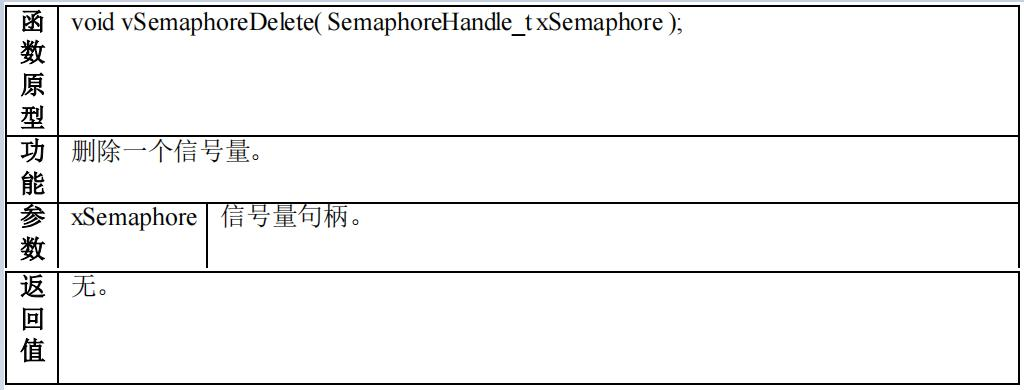 函数原型
void vSemaphoreDelete( SemaphoreHandle_t xSemaphore );
功能
删除一个信号量。
参数
xSemaphore
信号量句柄。
返回值
无。